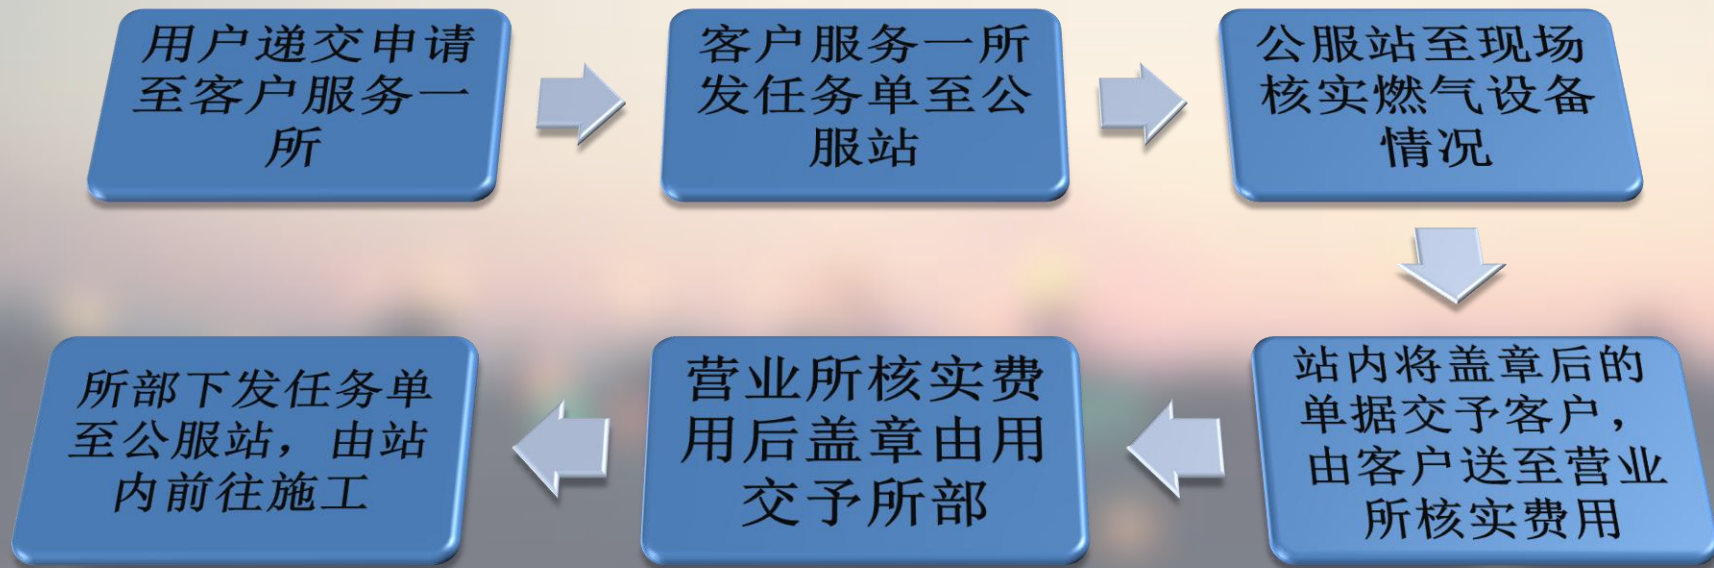 用户递交申请
至客户服务一
所
客户服务一所
发任务单至公
服站
公服站至现场
核实燃气设备
情况
站内将盖章后的
单据交予客户，
由客户送至营业
所核实费用
营业所核实费
用后盖章由用
交予所部
所部下发任务单
至公服站，由站
内前往施工